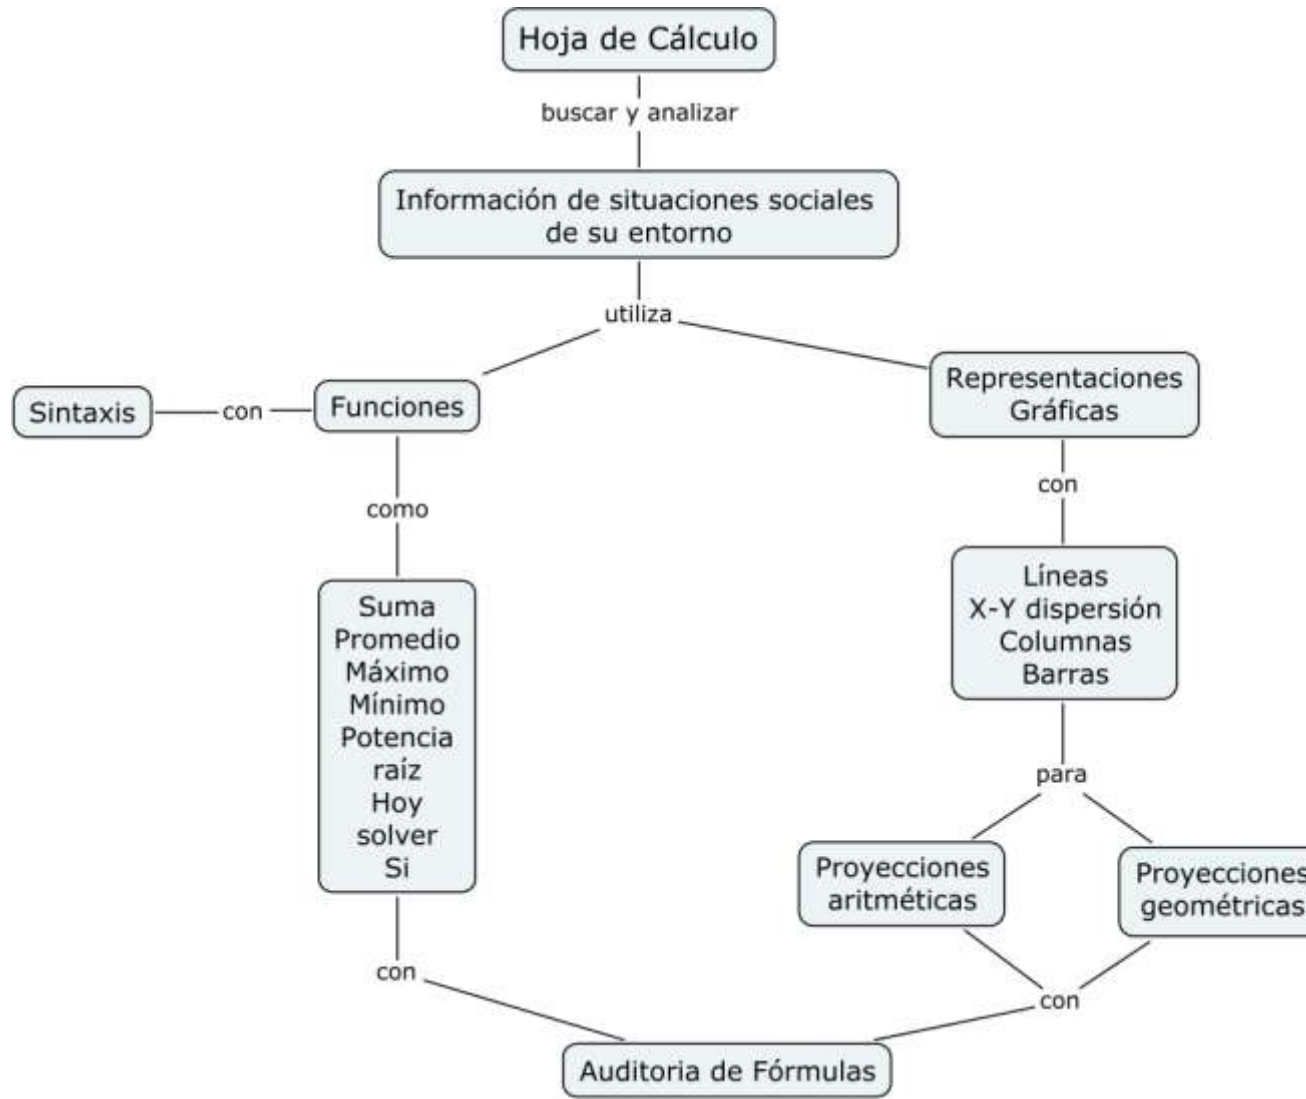 Hoja de Cálculo
buscar y analizar
Información de situaciones sociales
de su entorno
utiliza
Sintaxis
con
Funciones
Representaciones
Gráficas
como
con
Suma
Promedio
Máximo
Mínimo
Potencia
raíz
Hoy
solver
Si
Líneas
X-Y dispersión
Columnas
Barras
para
Proyecciones
aritméticas
Proyecciones
geométricas
con
con
Auditoria de Fórmulas